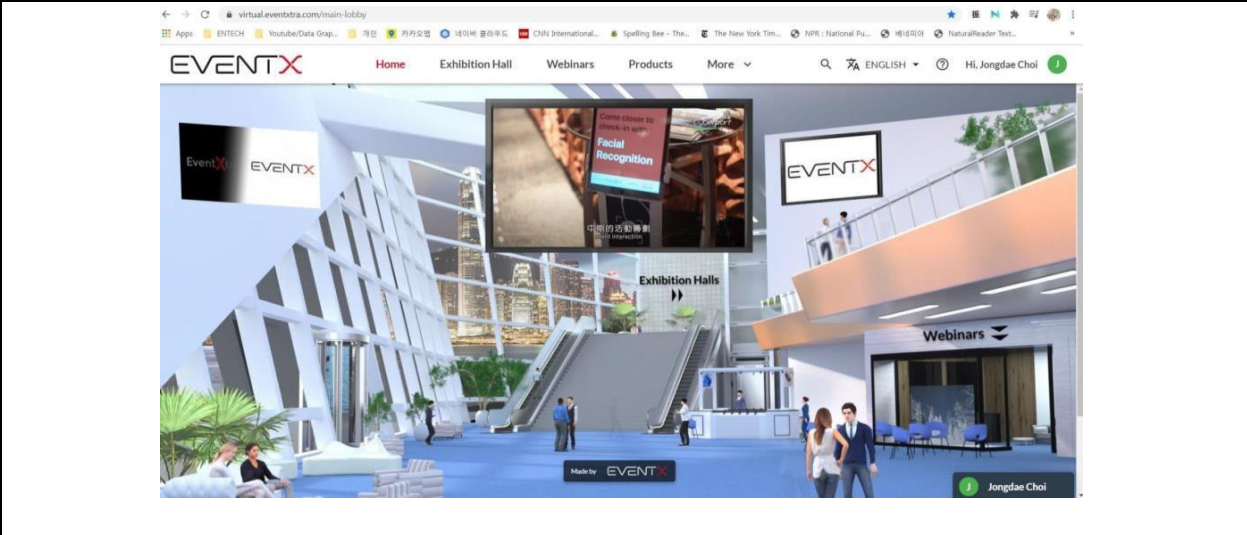 virtual.eventxtra.com/main-lobby
Apps ENTECH Youtube/Data Grap... 개인 카카오맵 네이버 클라우드 CNN International... Spelling Bee - The... The New York Tim... NPR : National Pu... 베네피아 NaturalReader Text... »
EVENTX Home Exhibition Hall Webinars Products More ENGLISH Hi, Jongdae Choi J
Come closer to
check-in with
Facial
Recognition
EventX EVENTX
EVENTX
Exhibition Halls
Webinars
Made by EVENTX
J Jongdae Choi